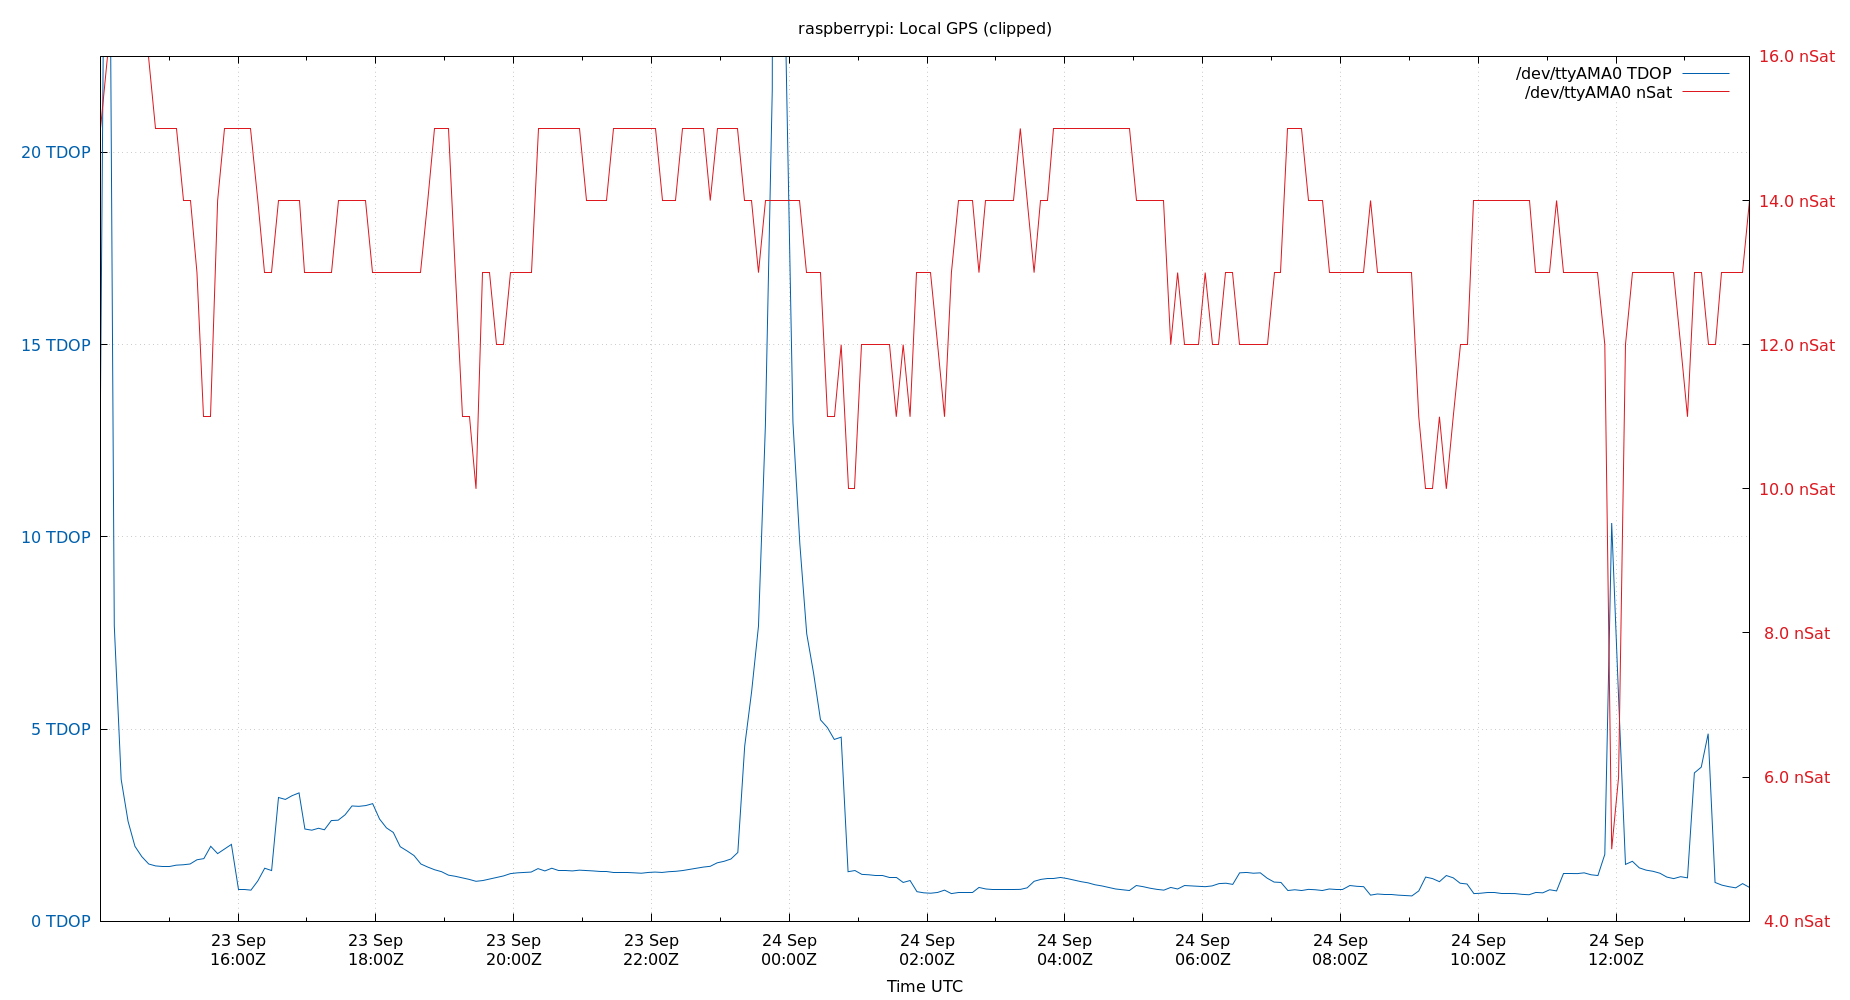 raspberrypi: Local GPS (clipped)
/dev/ttyAMA0 TDOP
/dev/ttyAMA0 nSat
20 TDOP
15 TDOP
10 TDOP
5 TDOP
0 TDOP
16.0 nSat
14.0 nSat
12.0 nSat
10.0 nSat
8.0 nSat
6.0 nSat
4.0 nSat
23 Sep
16:00Z
23 Sep
18:00Z
23 Sep
20:00Z
23 Sep
22:00Z
24 Sep
00:00Z
24 Sep
02:00Z
24 Sep
04:00Z
24 Sep
06:00Z
24 Sep
08:00Z
24 Sep
10:00Z
24 Sep
12:00Z
Time UTC